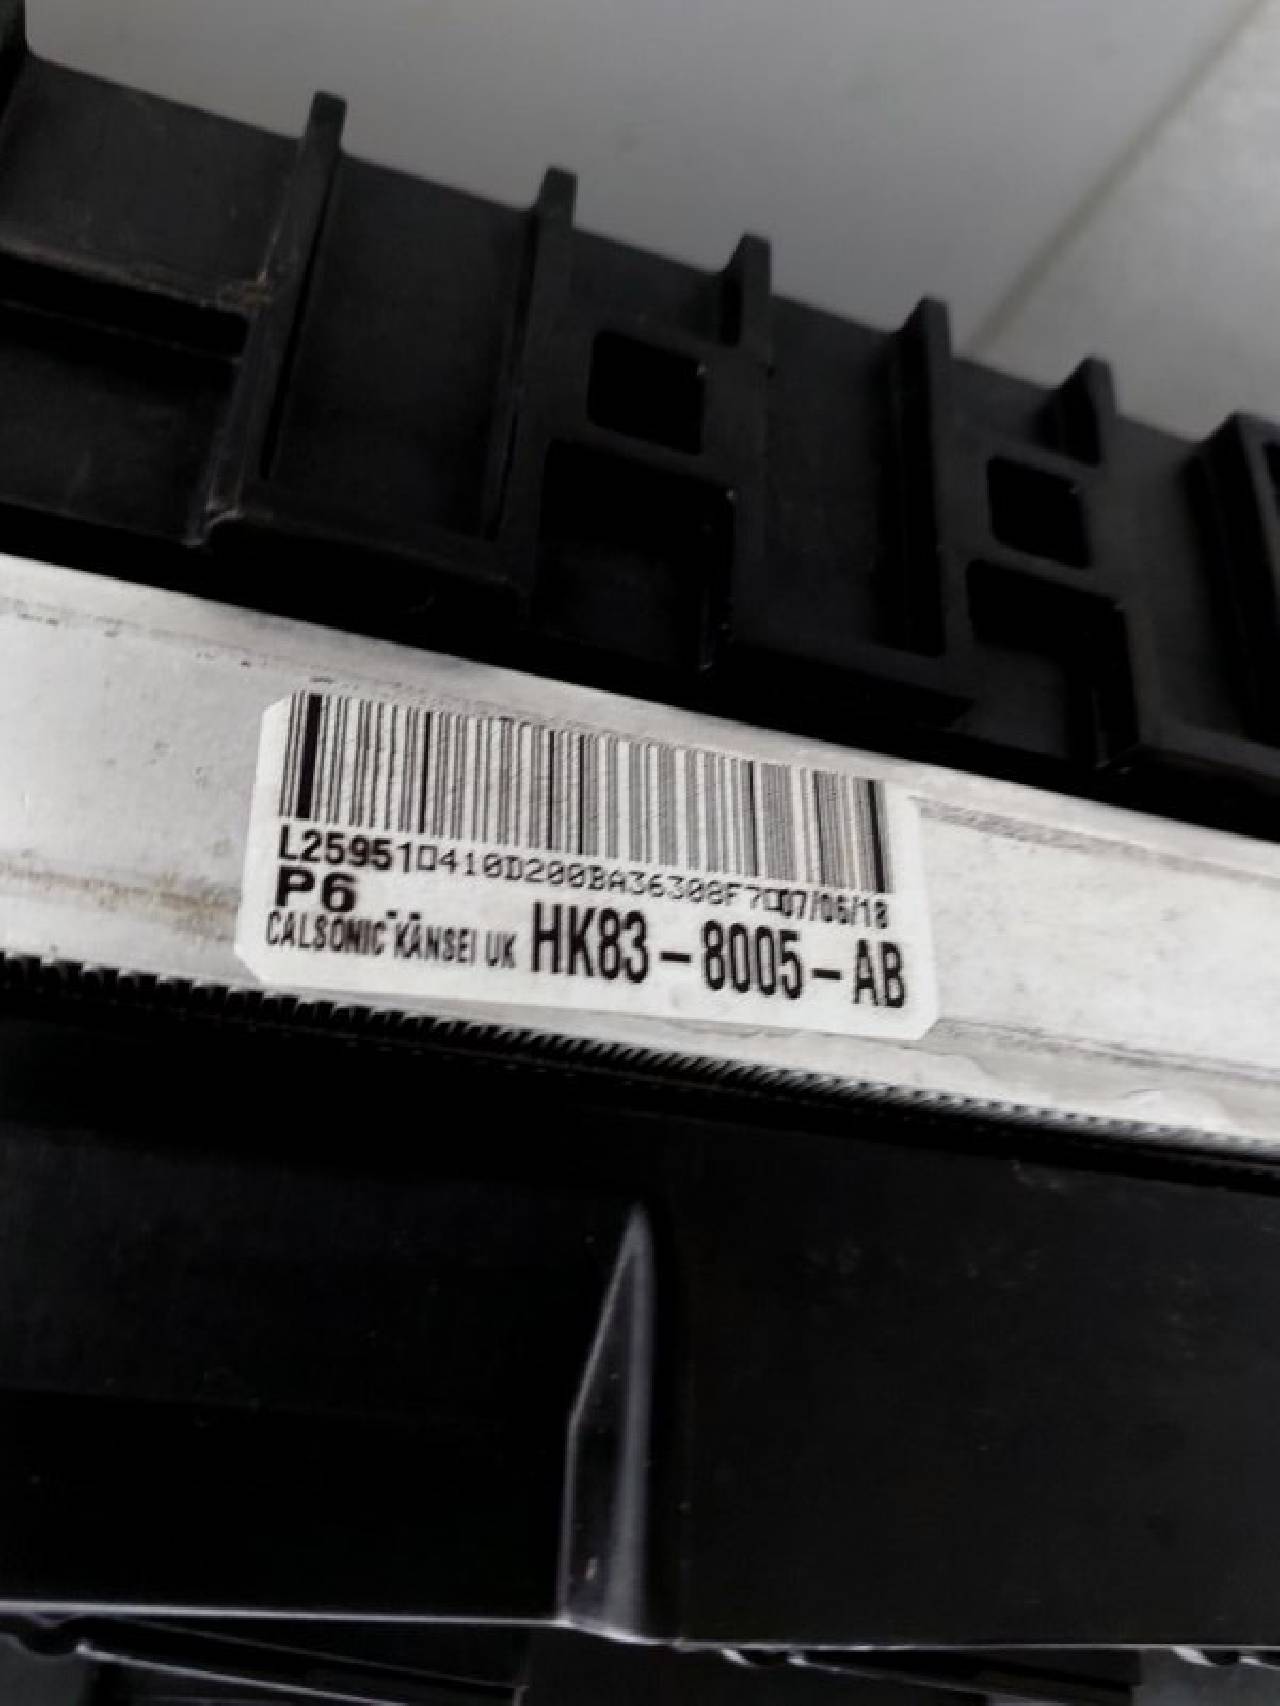 L25951□410D200BA36308F7□07/06/18
P6
CALSONIC KANSEI UK HK83-8005-AB